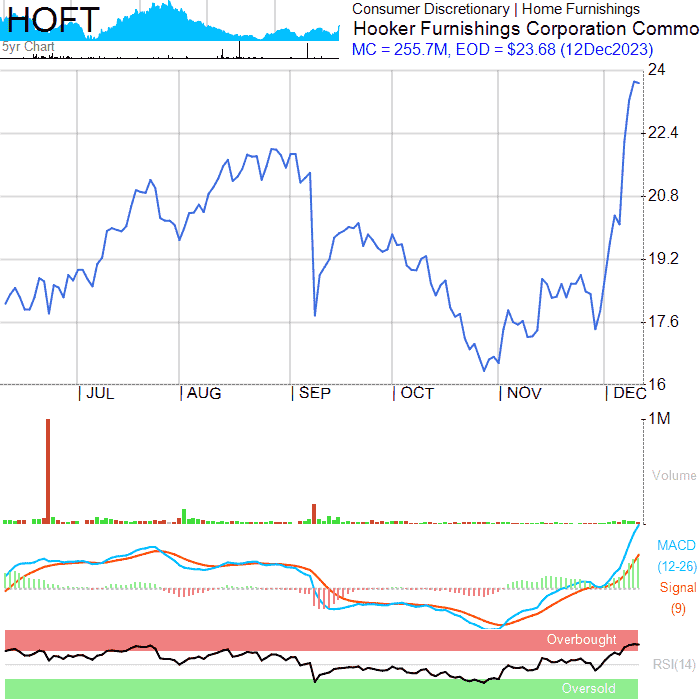 HOFT
5yr Chart
Consumer Discretionary | Home Furnishings
Hooker Furnishings Corporation Commo
MC = 255.7M, EOD = $23.68 (12Dec2023)
24
22.4
20.8
19.2
17.6
16
JUL AUG SEP OCT NOV DEC
1M
Volume
MACD
(12-26)
Signal
(9)
Overbought
RSI(14)
Oversold